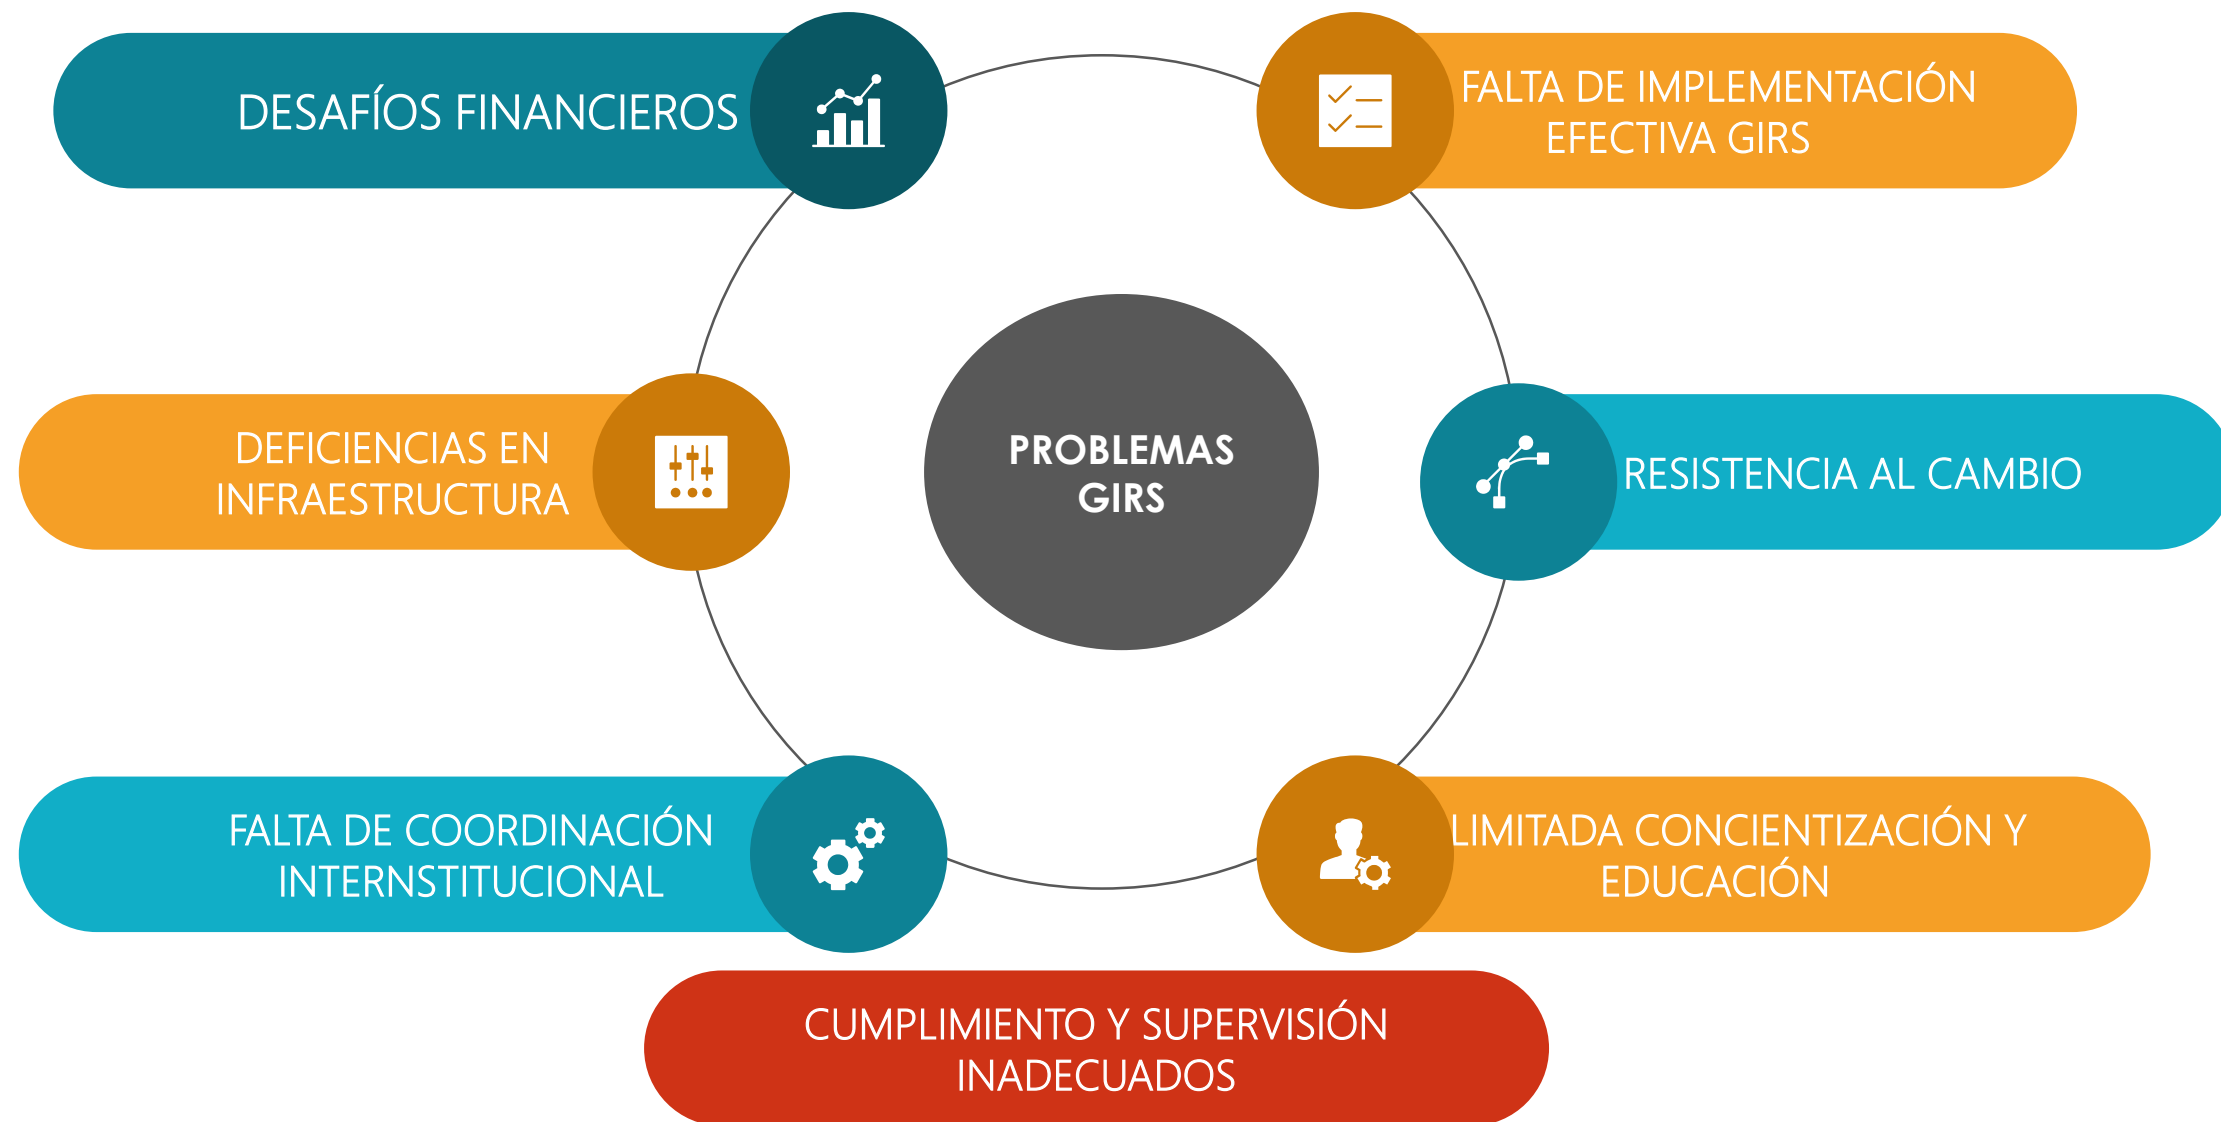 DESAFÍOS FINANCIEROS
FALTA DE IMPLEMENTACIÓN
EFECTIVA GIRS
DEFICIENCIAS EN
INFRAESTRUCTURA
PROBLEMAS
GIRS
RESISTENCIA AL CAMBIO
FALTA DE COORDINACIÓN
INTERNSTITUCIONAL
LIMITADA CONCIENTIZACIÓN Y
EDUCACIÓN
CUMPLIMIENTO Y SUPERVISIÓN
INADECUADOS